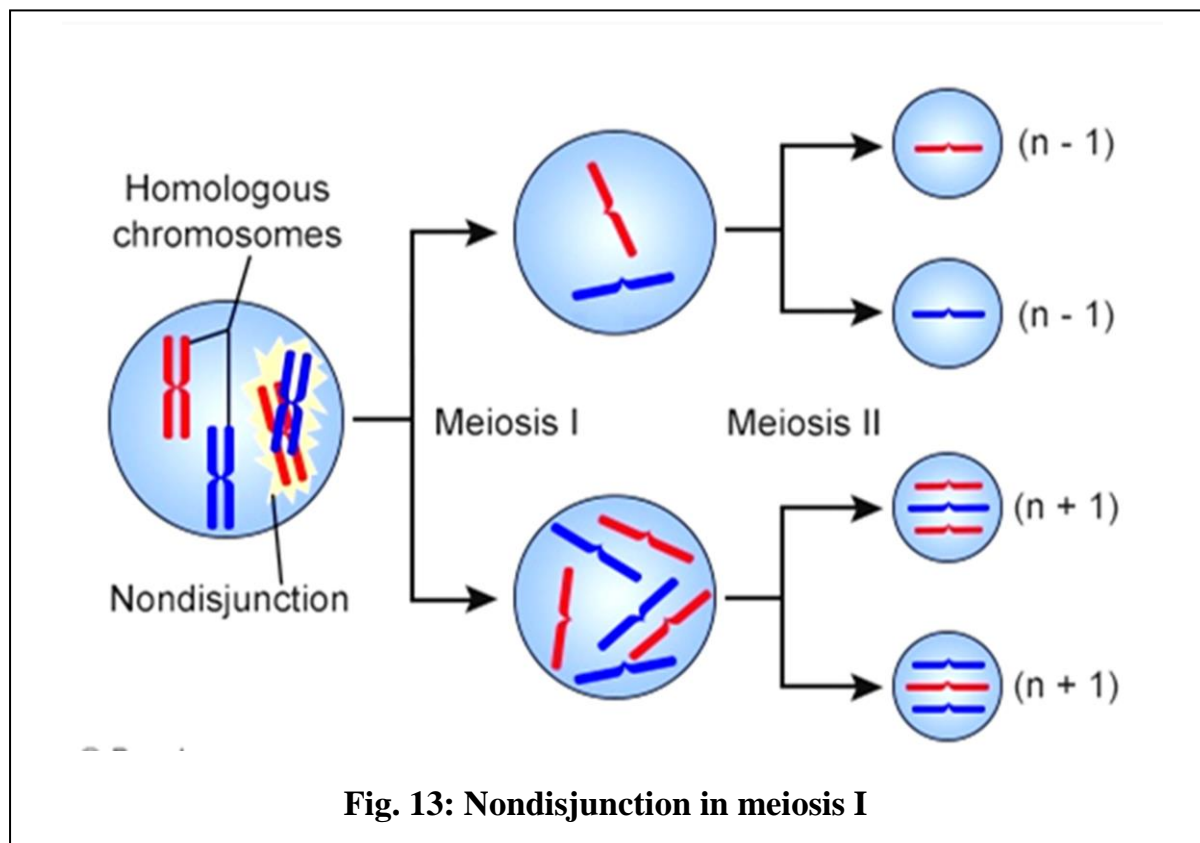 Homologous
chromosomes
Nondisjunction
Meiosis I
Meiosis II
(n - 1)
(n - 1)
(n + 1)
(n + 1)
Fig. 13: Nondisjunction in meiosis I